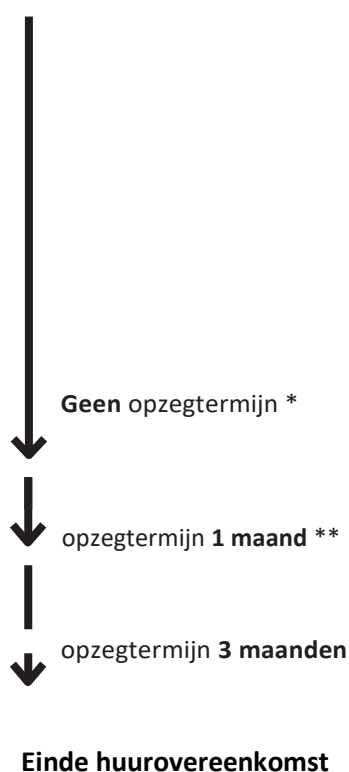 Geen opzegtermijn *
opzegtermijn 1 maand **
opzegtermijn 3 maanden
Einde huurovereenkomst